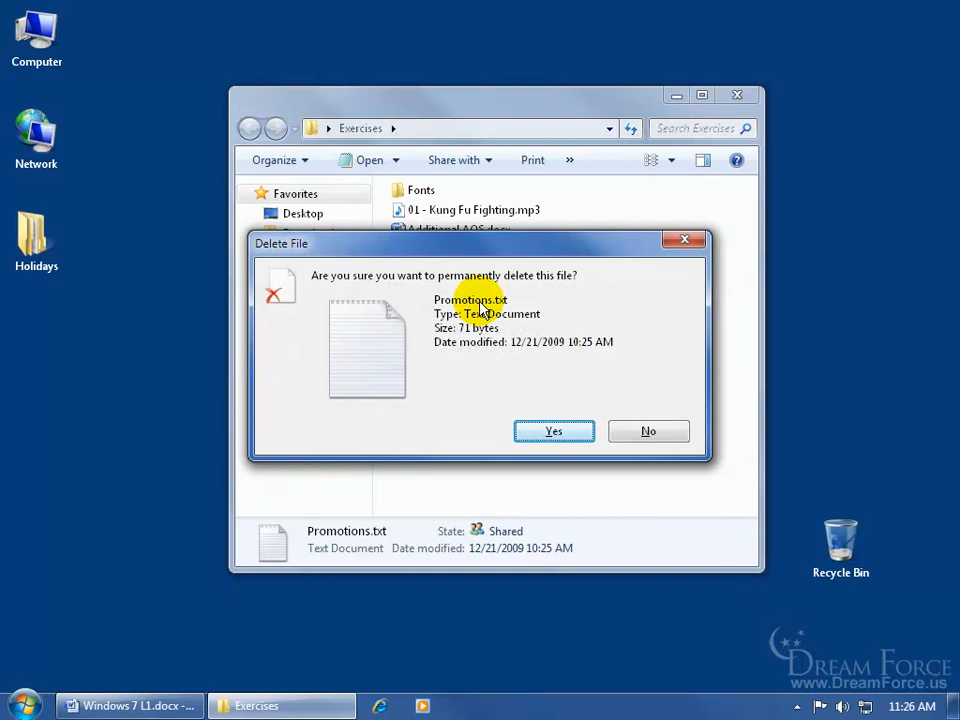 Computer
Network
Holidays
Exercises
Search Exercises
Organize
Open
Share with
Print
»
Favorites
Desktop
Fonts
01 - Kung Fu Fighting.mp3
Additional AOS.docx
Delete File
Are you sure you want to permanently delete this file?
Promotions.txt
Type: Text Document
Size: 71 bytes
Date modified: 12/21/2009 10:25 AM
Yes
No
Promotions.txt
State: Shared
Text Document
Date modified: 12/21/2009 10:25 AM
Recycle Bin
DREAM FORCE
www.DreamForce.us
Windows 7 L1.docx -...
Exercises
11:26 AM